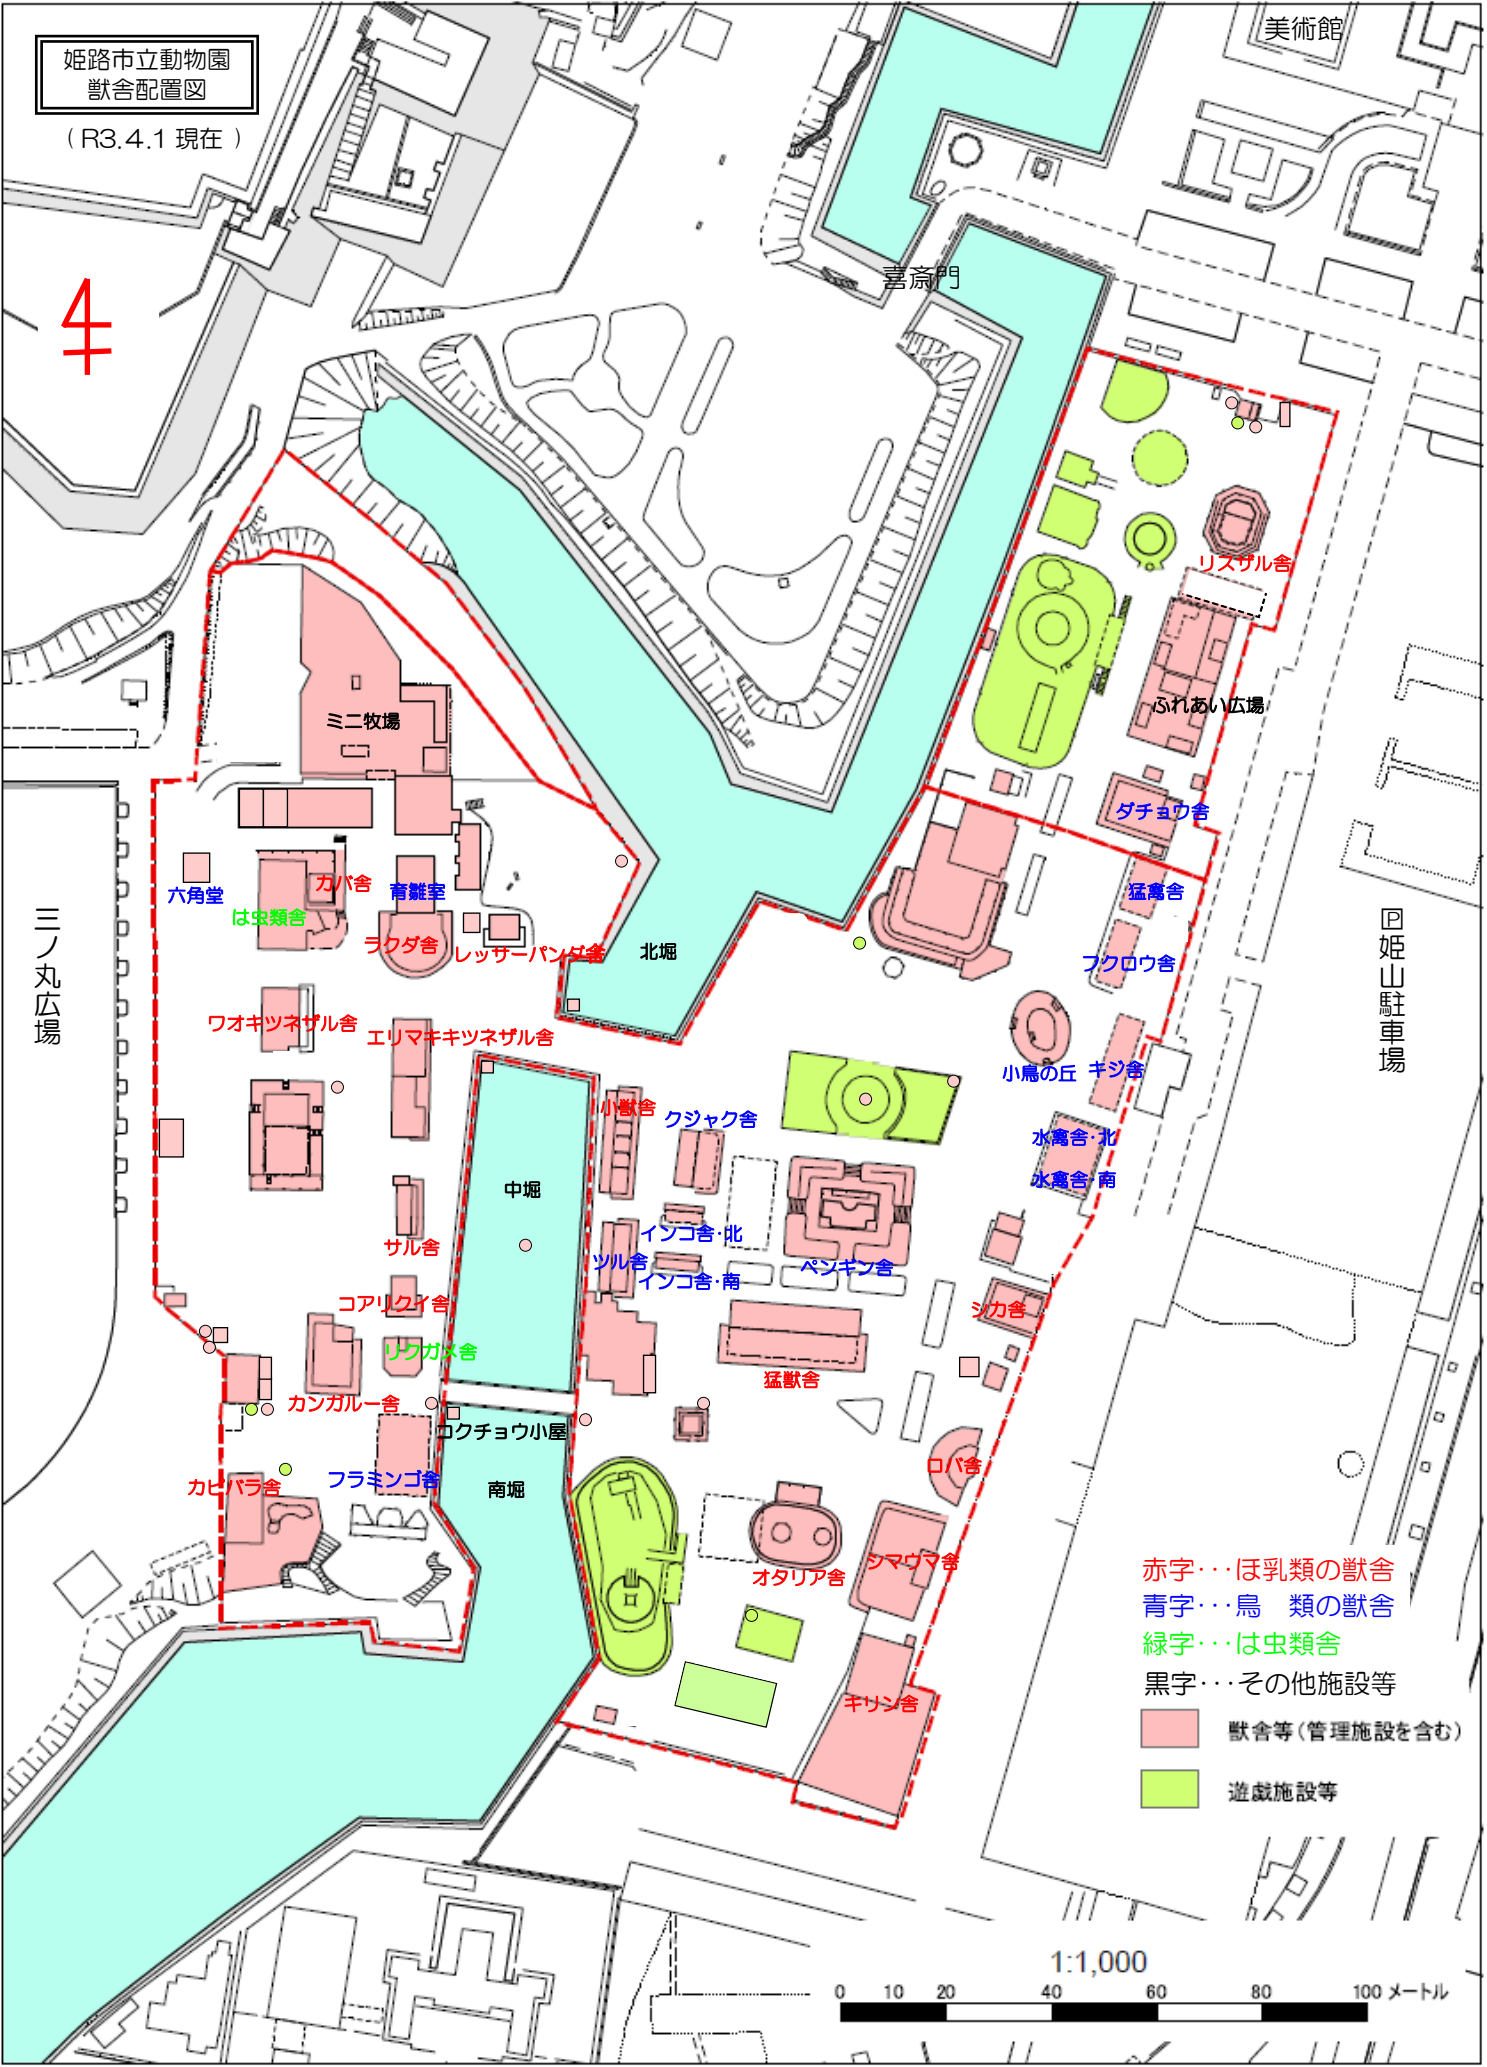 姫路市立動物園
獣舎配置図
( R3.4.1 現在 )
美術館
喜斎門
リスザル舎
ふれあい広場
ミニ牧場
ダチョウ舎
カバ舎
育雛室
六角堂
は虫類舎
猛禽舎
三ノ丸広場
P姫山駐車場
ラクダ舎
レッサーパンダ舎
北堀
フクロウ舎
ワオキツネザル舎
エリマキキツネザル舎
小鳥の丘
キジ舎
小獣舎
クジャク舎
水禽舎・北
水禽舎・南
中堀
サル舎
インコ舎・北
ツル舎
インコ舎・南
ペンギン舎
コアリクイ舎
シカ舎
リクガメ舎
猛獣舎
カンガルー舎
コクチョウ小屋
カピバラ舎
フラミンゴ舎
南堀
ロバ舎
オタリア舎
シマウマ舎
キリン舎
赤字・・・ほ乳類の獣舎
青字・・・鳥　類の獣舎
緑字・・・は虫類舎
黒字・・・その他施設等
獣舎等(管理施設を含む)
遊戯施設等
1:1,000
0 10 20 40 60 80 100 メートル